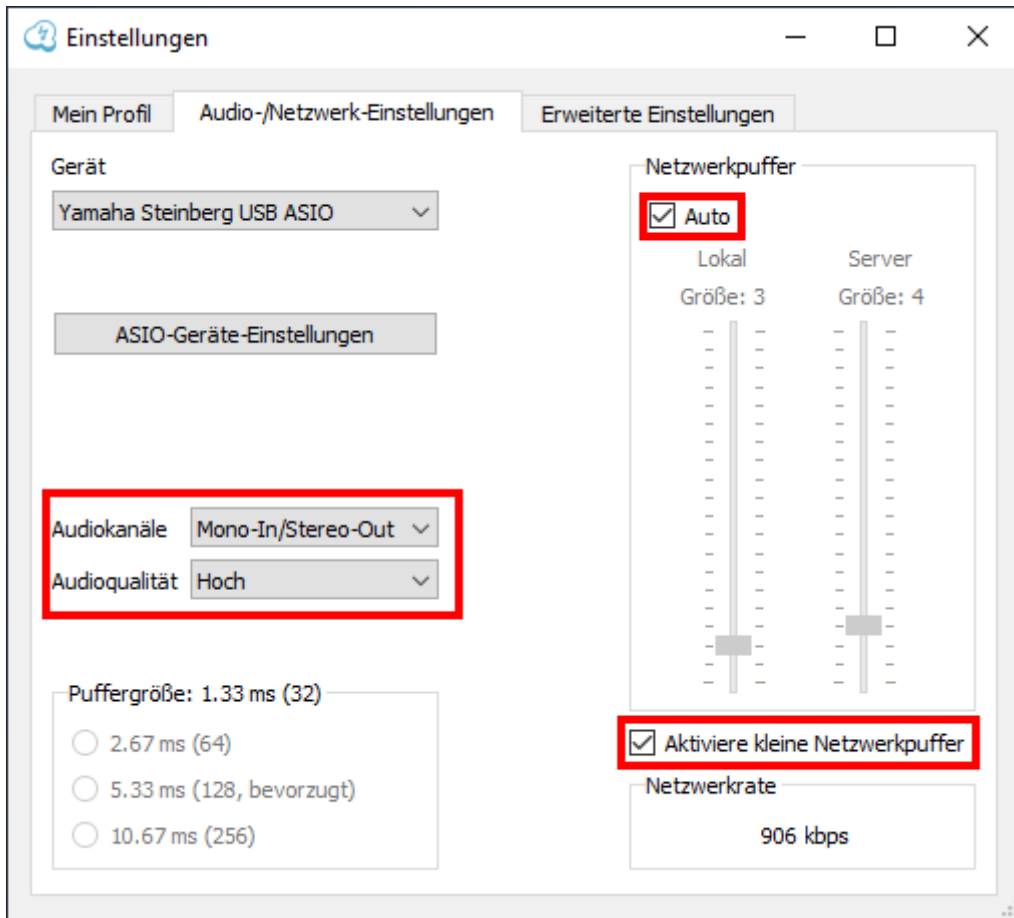 Einstellungen
Mein Profil
Audio-/Netzwerk-Einstellungen
Erweiterte Einstellungen
Gerät
Yamaha Steinberg USB ASIO
ASIO-Geräte-Einstellungen
Audiokanäle
Mono-In/Stereo-Out
Audioqualität
Hoch
Puffergröße: 1.33 ms (32)
2.67 ms (64)
5.33 ms (128, bevorzugt)
10.67 ms (256)
Netzwerkpuffer
Auto
Lokal
Server
Größe: 3
Größe: 4
Aktiviere kleine Netzwerkpuffer
Netzwerkrate
906 kbps